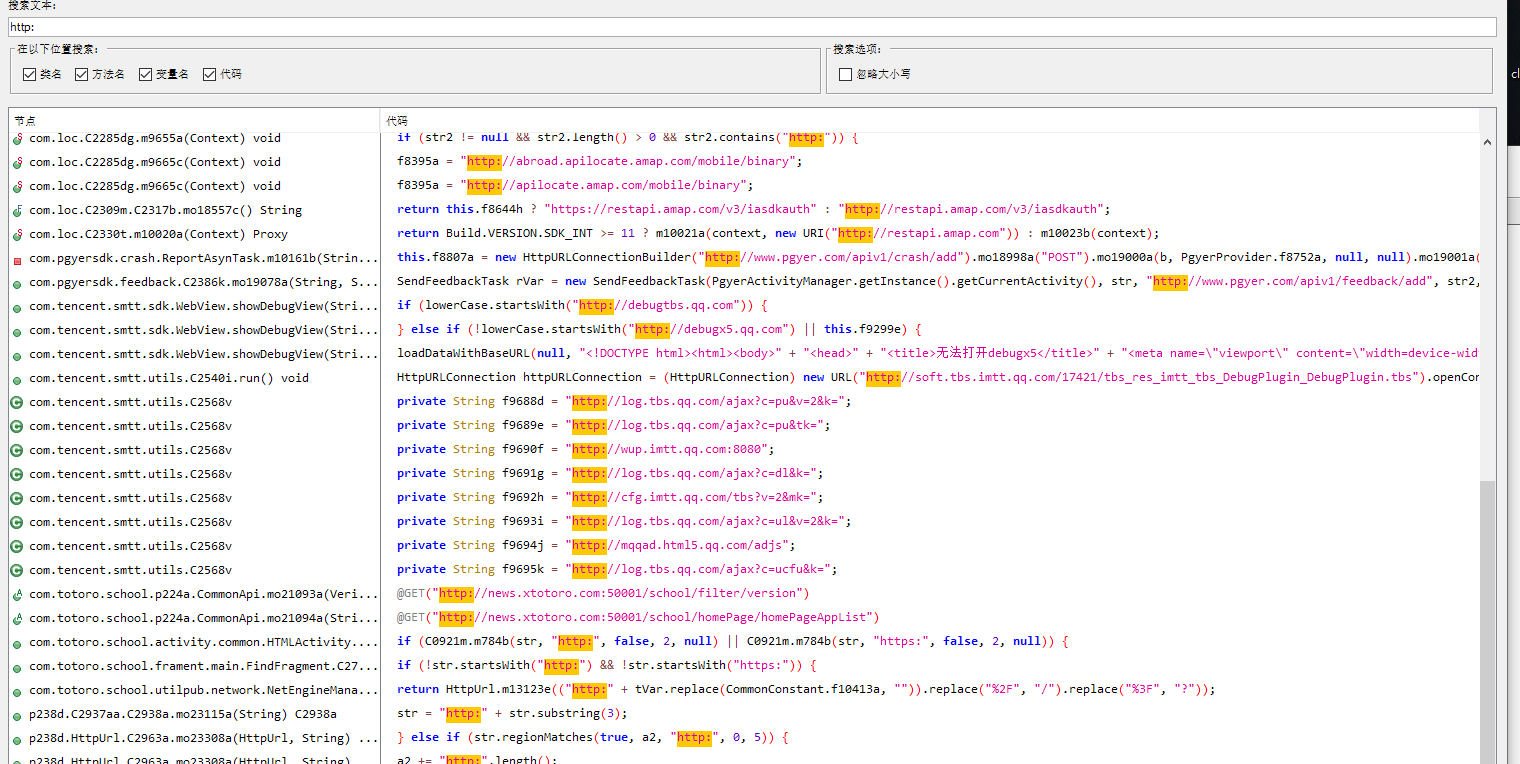 搜索文本:
http:
在以下位置搜索:
搜索选项:
类名 方法名 变量名 代码
忽略大小写
cl
节点 代码
com.loc.C2285dg.m9655a(Context) void if (str2 != null && str2.length() > 0 && str2.contains("http:")) {
com.loc.C2285dg.m9665c(Context) void f8395a = "http://abroad.apilocate.amap.com/mobile/binary";
com.loc.C2285dg.m9665c(Context) void f8395a = "http://apilocate.amap.com/mobile/binary";
com.loc.C2309m.C2317b.mo18557c() String return this.f8644h ? "https://restapi.amap.com/v3/iasdkauth" : "http://restapi.amap.com/v3/iasdkauth";
com.loc.C2330t.m10020a(Context) Proxy return Build.VERSION.SDK_INT >= 11 ? m10021a(context, new URI("http://restapi.amap.com")) : m10023b(context);
com.pgyersdk.crash.ReportAsynTask.m10161b(Strin... this.f8807a = new HttpURLConnectionBuilder("http://www.pgyer.com/apiv1/crash/add").mo18998a("POST").mo19000a(b, PgyerProvider.f8752a, null, null).mo19001a(
com.pgyersdk.feedback.C2386k.mo19078a(String, S... SendFeedbackTask rVar = new SendFeedbackTask(PgyerActivityManager.getInstance().getCurrentActivity(), str, "http://www.pgyer.com/apiv1/feedback/add", str2,
com.tencent.smtt.sdk.WebView.showDebugView(Stri... if (lowerCase.startsWith("http://debugtbs.qq.com")) {
com.tencent.smtt.sdk.WebView.showDebugView(Stri... } else if (!lowerCase.startsWith("http://debugx5.qq.com") || this.f9299e) {
com.tencent.smtt.sdk.WebView.showDebugView(Stri... loadDataWithBaseURL(null, "<!DOCTYPE html><html><body>" + "<head>" + "<title>无法打开debugx5</title>" + "<meta name=\"viewport\" content=\"width=device-wid
com.tencent.smtt.utils.C2540i.run() void HttpURLConnection httpURLConnection = (HttpURLConnection) new URL("http://soft.tbs.imtt.qq.com/17421/tbs_res_imtt_tbs_DebugPlugin_DebugPlugin.tbs").openCon
com.tencent.smtt.utils.C2568v private String f9688d = "http://log.tbs.qq.com/ajax?c=pu&v=2&k=";
com.tencent.smtt.utils.C2568v private String f9689e = "http://log.tbs.qq.com/ajax?c=pu&tk=";
com.tencent.smtt.utils.C2568v private String f9690f = "http://wup.imtt.qq.com:8080";
com.tencent.smtt.utils.C2568v private String f9691g = "http://log.tbs.qq.com/ajax?c=dl&k=";
com.tencent.smtt.utils.C2568v private String f9692h = "http://cfg.imtt.qq.com/tbs?v=2&mk=";
com.tencent.smtt.utils.C2568v private String f9693i = "http://log.tbs.qq.com/ajax?c=ul&v=2&k=";
com.tencent.smtt.utils.C2568v private String f9694j = "http://mqqad.html5.qq.com/adjs";
com.tencent.smtt.utils.C2568v private String f9695k = "http://log.tbs.qq.com/ajax?c=ucfu&k=";
com.totoro.school.p224a.CommonApi.mo21093a(Veri... @GET("http://news.xtotoro.com:50001/school/filter/version")
com.totoro.school.p224a.CommonApi.mo21094a(Stri... @GET("http://news.xtotoro.com:50001/school/homePage/homePageAppList")
com.totoro.school.activity.common.HTMLActivity.... if (C0921m.m784b(str, "http:", false, 2, null) || C0921m.m784b(str, "https:", false, 2, null)) {
com.totoro.school.frament.main.FindFragment.C27... if (!str.startsWith("http:") && !str.startsWith("https:")) {
com.totoro.school.utilpub.network.NetEngineMana... return HttpUrl.m13123e(("http:" + tVar.replace(CommonConstant.f10413a, "")).replace("%2F", "/").replace("%3F", "?"));
p238d.C2937aa.C2938a.mo23115a(String) C2938a str = "http:" + str.substring(3);
p238d.HttpUrl.C2963a.mo23308a(HttpUrl, String) ... } else if (str.regionMatches(true, a2, "http:", 0, 5)) {
p238d.HttpUrl.C2963a.mo23308a(HttpUrl, String) ... a2 += "http:".length();